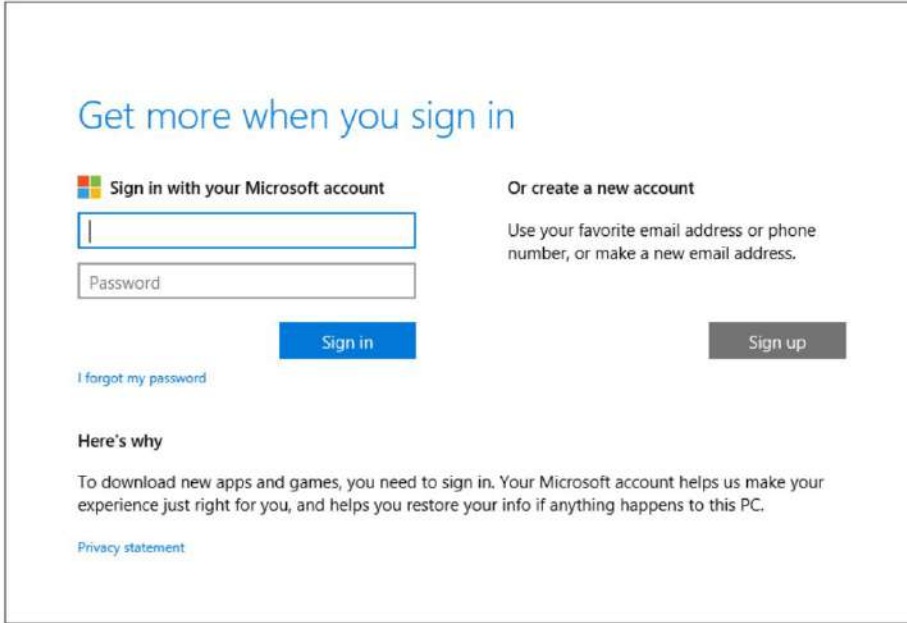 Get more when you sign in
Sign in with your Microsoft account
Password
Sign in
I forgot my password
Or create a new account
Use your favorite email address or phone
number, or make a new email address.
Sign up
Here's why
To download new apps and games, you need to sign in. Your Microsoft account helps us make your
experience just right for you, and helps you restore your info if anything happens to this PC.
Privacy statement